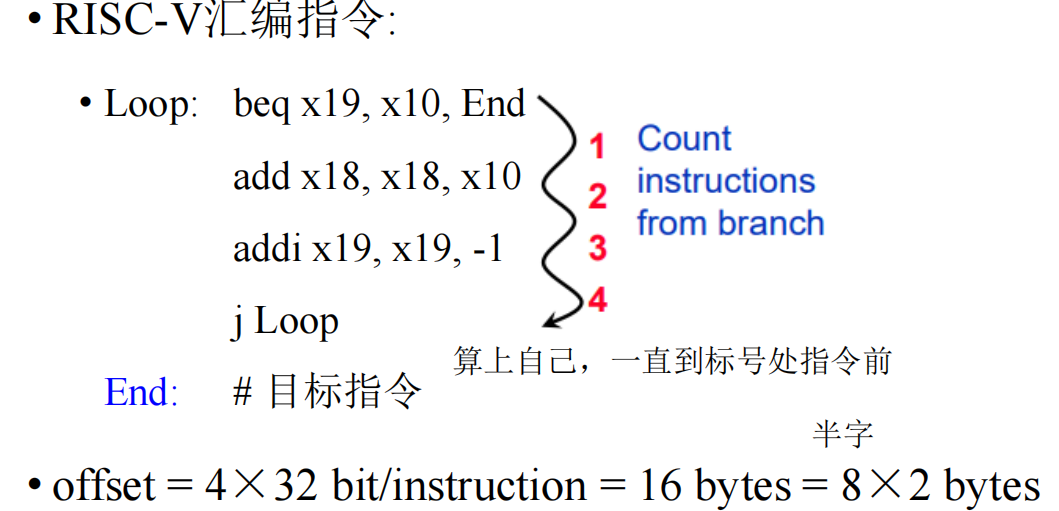 • RISC-V汇编指令:
• Loop: beq x19, x10, End
add x18, x18, x10
addi x19, x19, -1
j Loop
End: # 目标指令
1
2
3
4
Count
instructions
from branch
算上自己，一直到标号处指令前
半字
• offset = 4×32 bit/instruction = 16 bytes = 8×2 bytes